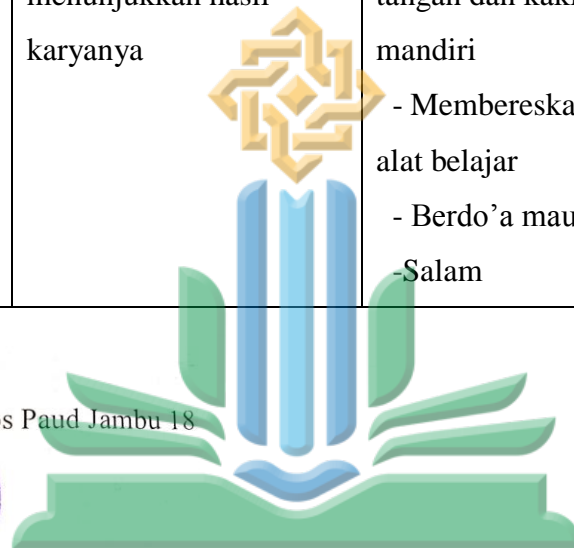 karyanya
mandiri
- Membereska
alat belajar
- Berdo’a mau
-Salam
Paud Jambu 18